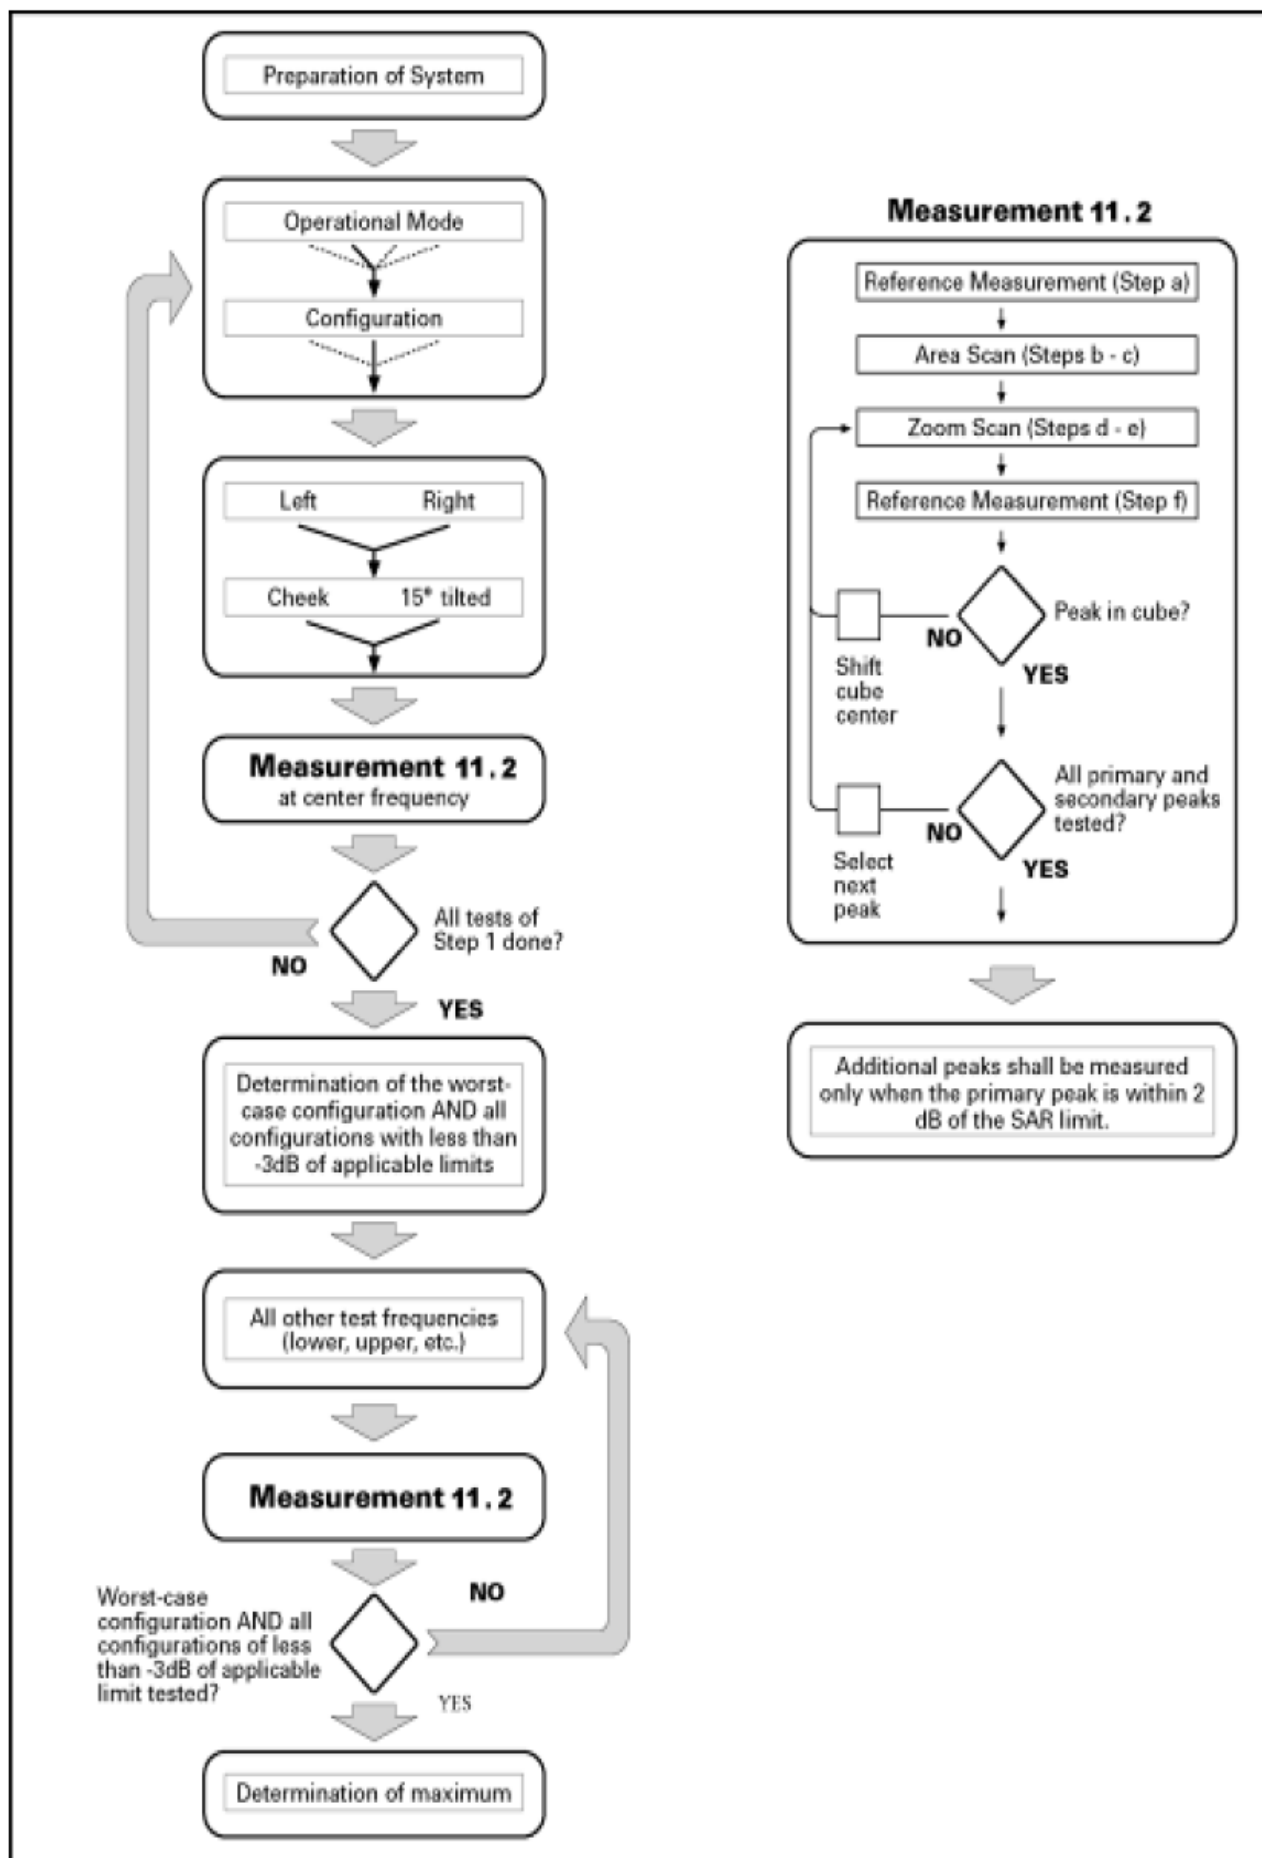 Preparation of System
Operational Mode
Configuration
Left Right
Cheek 15° tilted
Measurement 11.2
at center frequency
All tests of
Step 1 done?
NO
YES
Determination of the worst-
case configuration AND all
configurations with less than
-3dB of applicable limits
All other test frequencies
(lower, upper, etc.)
Measurement 11.2
NO
Worst-case
configuration AND all
configurations of less
than -3dB of applicable
limit tested?
YES
Determination of maximum
Measurement 11.2
Reference Measurement (Step a)
Area Scan (Steps b - c)
Zoom Scan (Steps d - e)
Reference Measurement (Step f)
Peak in cube?
NO
YES
Shift
cube
center
All primary and
secondary peaks
tested?
NO
YES
Select
next
peak
Additional peaks shall be measured
only when the primary peak is within 2
dB of the SAR limit.